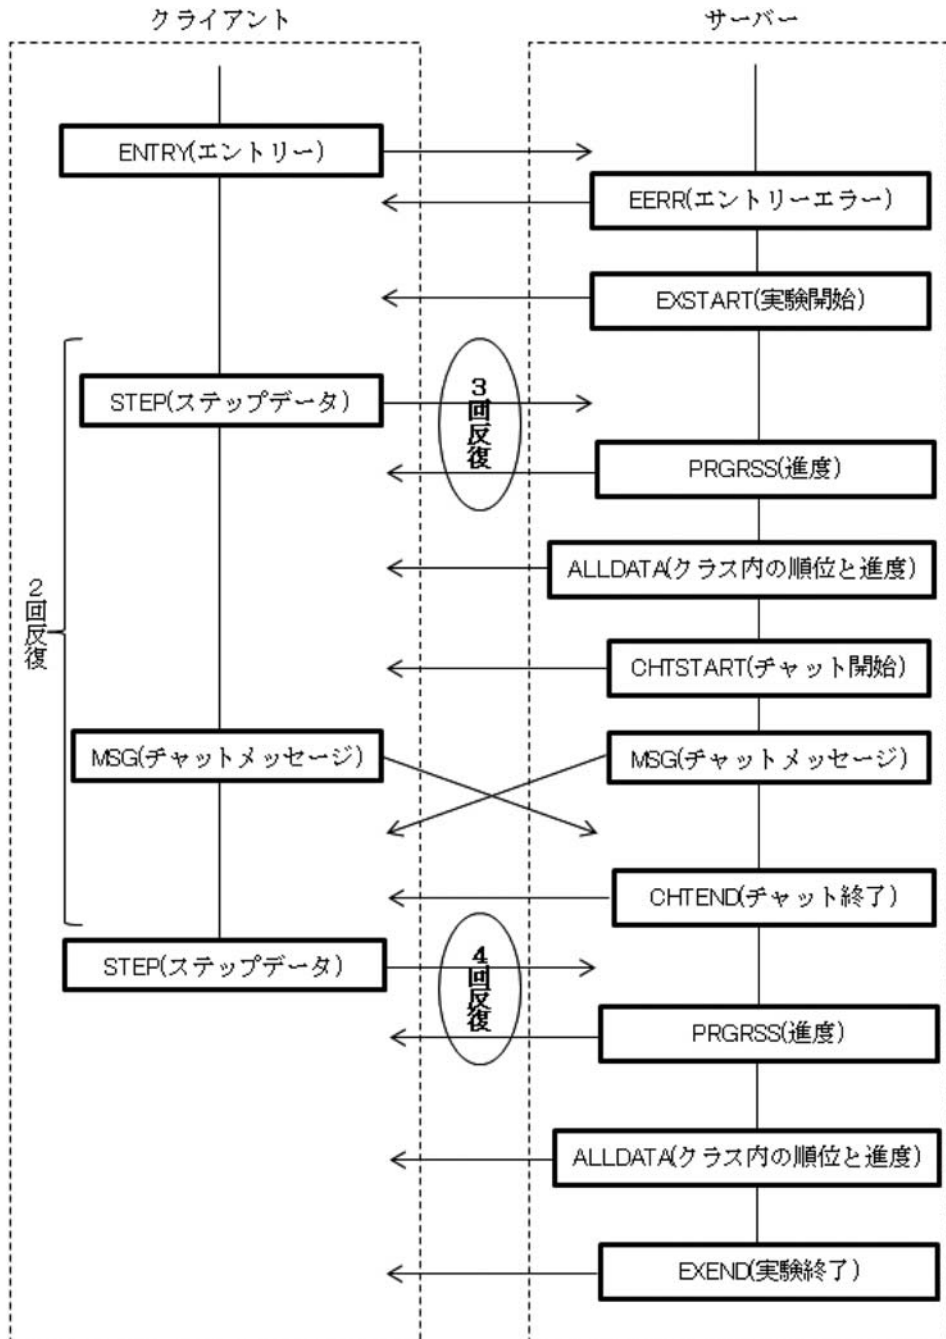 クライアント
サーバー
ENTRY(エントリー)
EERR(エントリーエラー)
EXSTART(実験開始)
STEP(ステップデータ)
3回反復
PRGRSS(進度)
ALLDATA(クラス内の順位と進度)
2回反復
CHTSTART(チャット開始)
MSG(チャットメッセージ)
MSG(チャットメッセージ)
CHTEND(チャット終了)
STEP(ステップデータ)
4回反復
PRGRSS(進度)
ALLDATA(クラス内の順位と進度)
EXEND(実験終了)